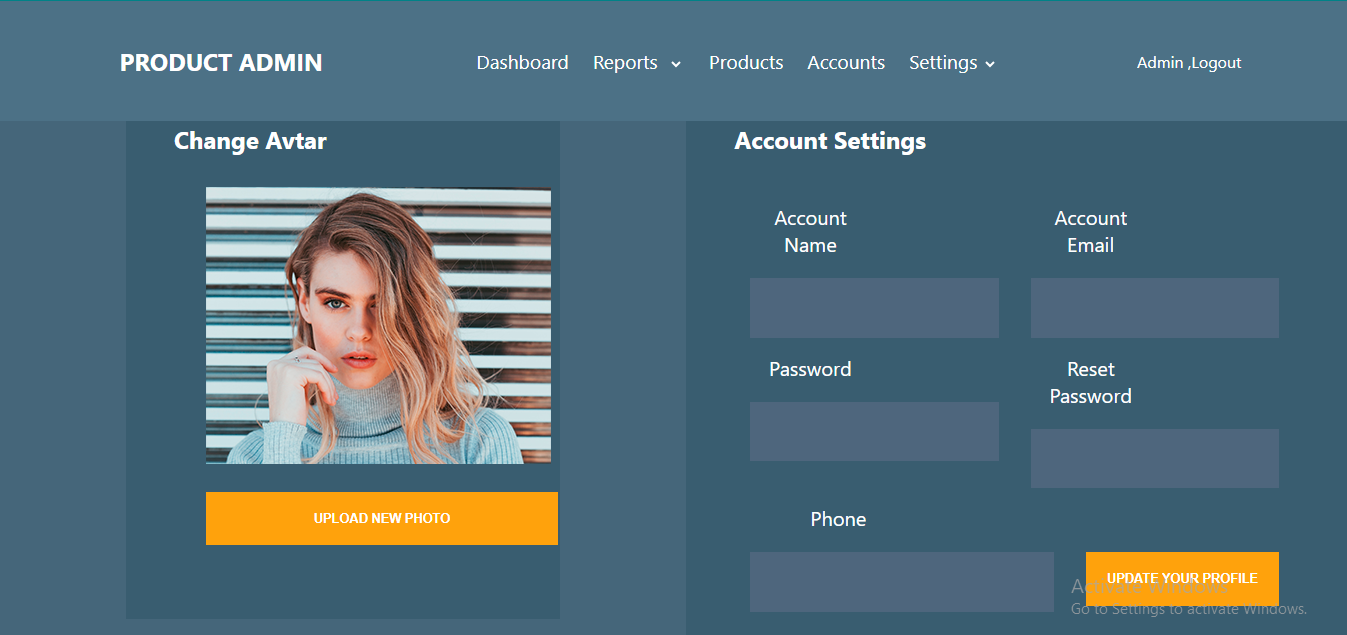 PRODUCT ADMIN
Dashboard Reports Products Accounts Settings
Admin ,Logout
Change Avtar
UPLOAD NEW PHOTO
Account Settings
Account
Name
Account
Email
Password
Reset
Password
Phone
UPDATE YOUR PROFILE
Activate Windows
Go to Settings to activate Windows.